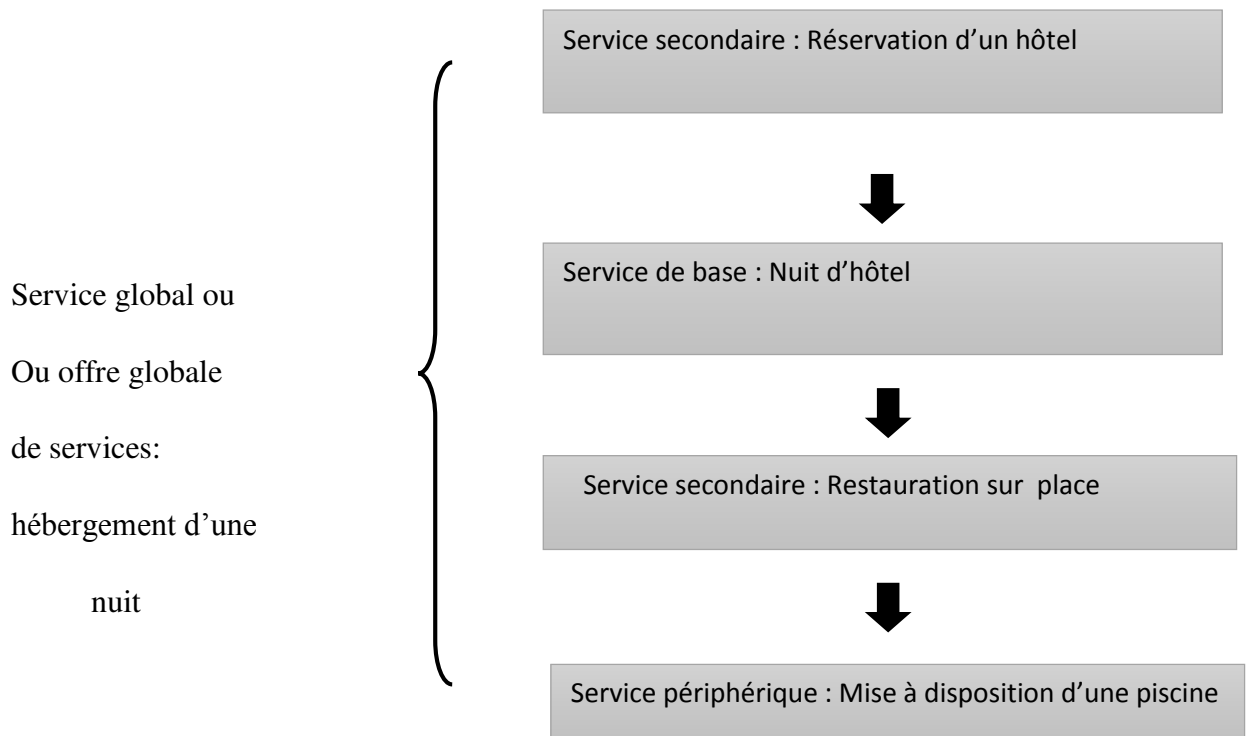 Service global ou
Ou offre globale
de services:
hébergement d’une
nuit
Service secondaire : Réservation d’un hôtel
Service de base : Nuit d’hôtel
Service secondaire : Restauration sur place
Service périphérique : Mise à disposition d’une piscine